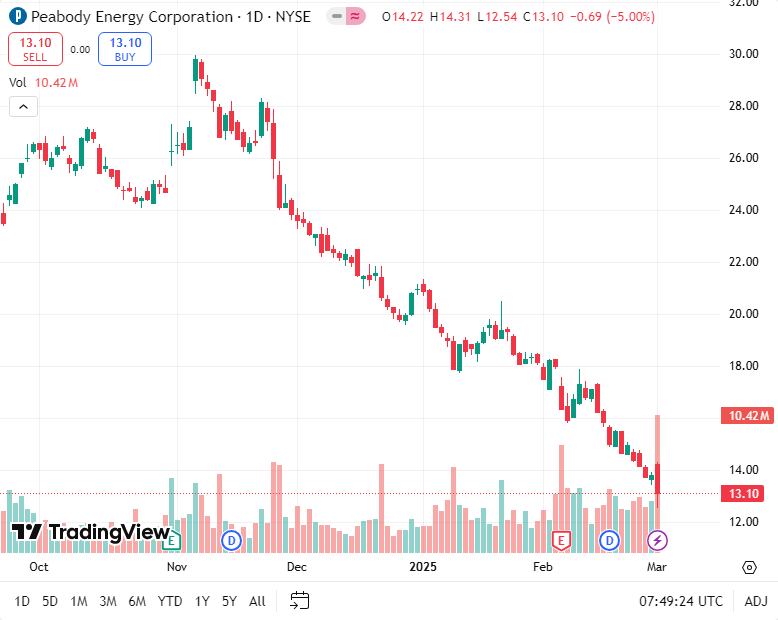 Peabody Energy Corporation · 1D · NYSE O14.22 H14.31 L12.54 C13.10 −0.69 (−5.00%)
13.10 SELL 0.00 13.10 BUY
Vol 10.42M
32.00
30.00
28.00
26.00
24.00
22.00
20.00
18.00
10.42M
14.00
13.10
12.00
TradingView
E D E D
Oct Nov Dec 2025 Feb Mar
1D 5D 1M 3M 6M YTD 1Y 5Y All 07:49:24 UTC ADJ